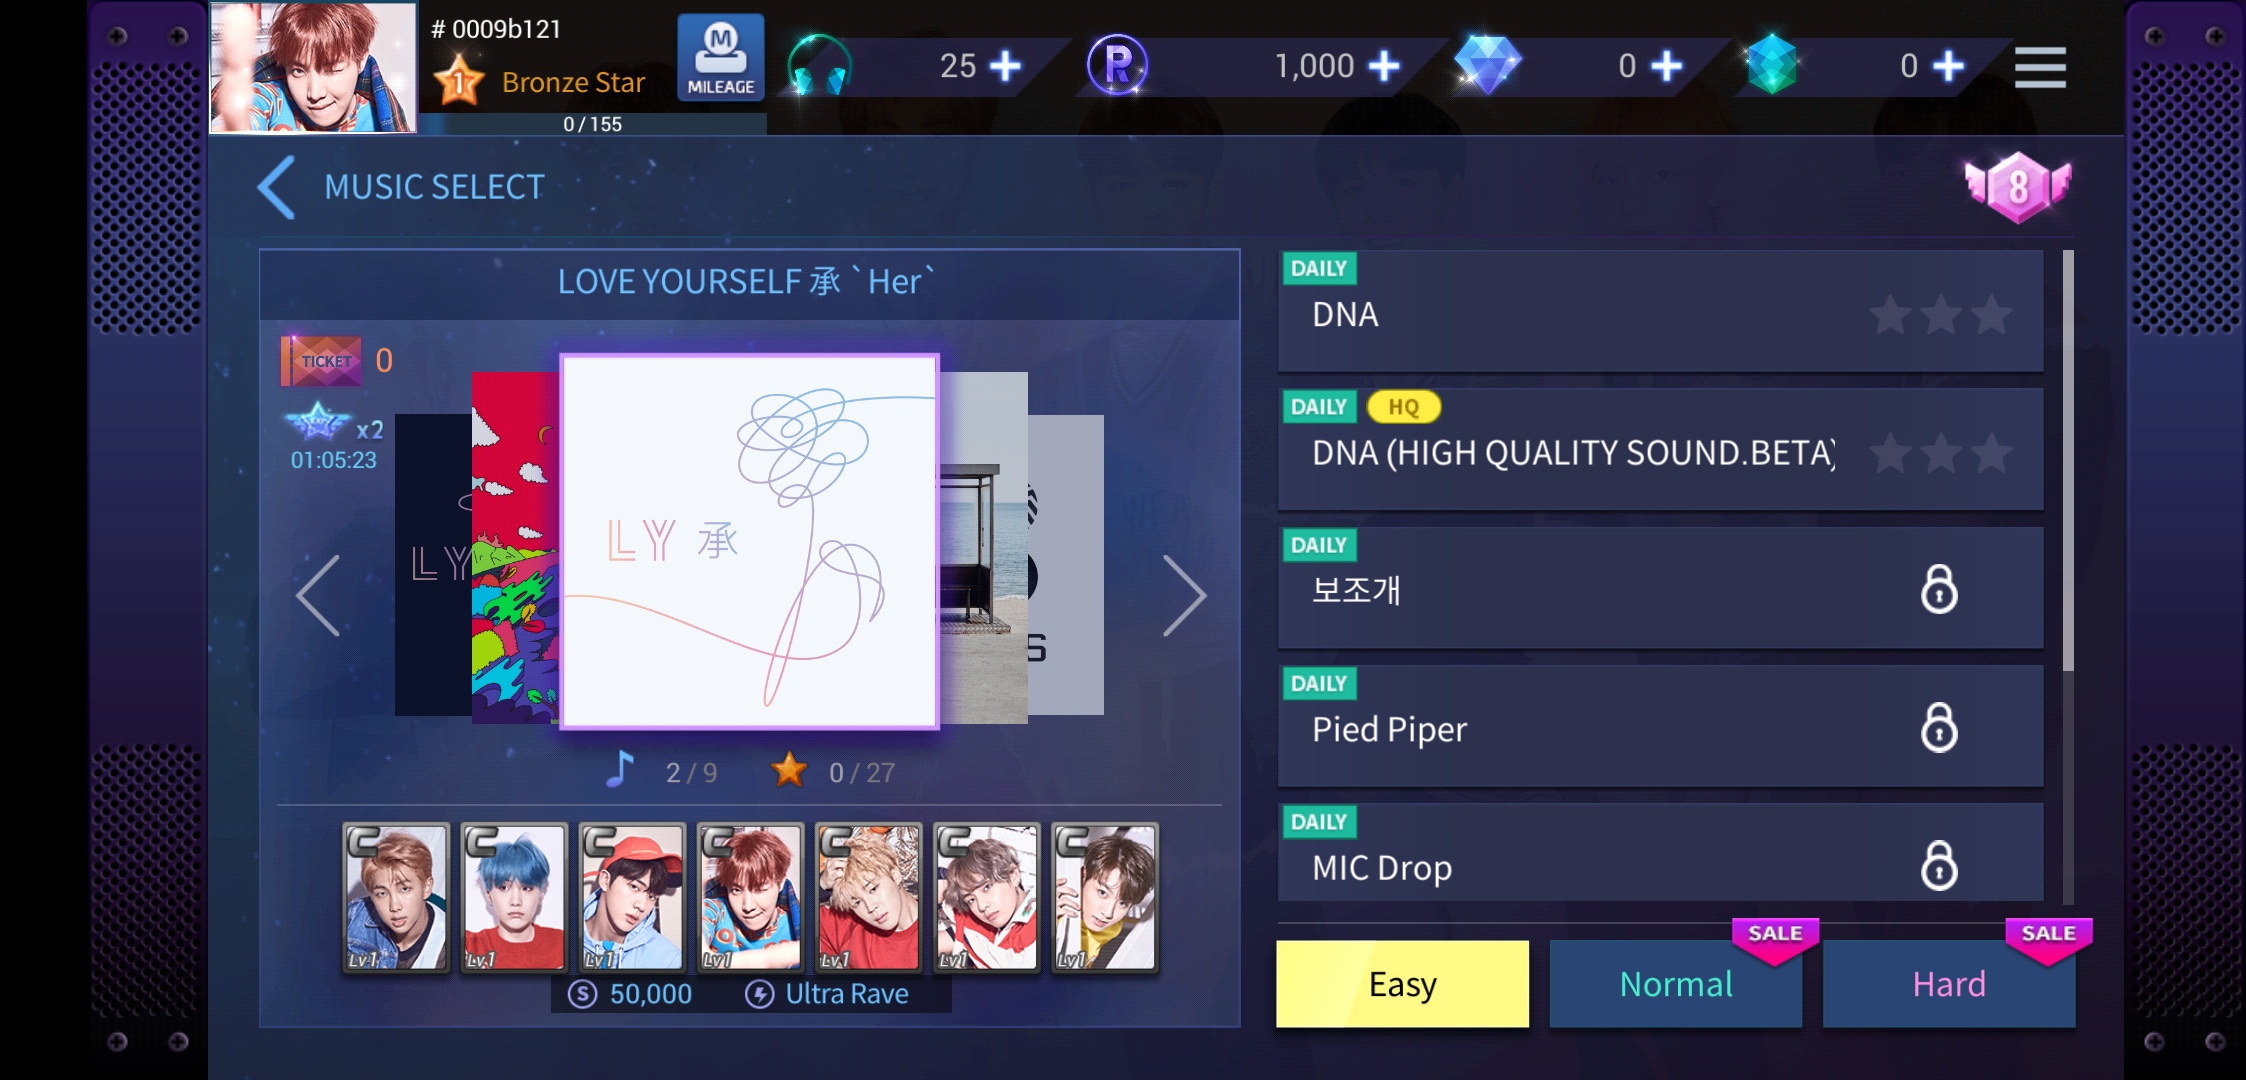 # 0009b121
1 Bronze Star
M
MILEAGE
0 / 155
25
R 1,000
0
0
MUSIC SELECT
8
LOVE YOURSELF 承 `Her`
TICKET 0
x2
01:05:23
LY
LY 承
S
2 / 9
0 / 27
C Lv.1
C Lv.1
C Lv.1
C Lv.1
C Lv.1
C Lv.1
C Lv.1
S 50,000
Ultra Rave
DAILY
DNA
DAILY HQ
DNA (HIGH QUALITY SOUND.BETA)
DAILY
보조개
DAILY
Pied Piper
DAILY
MIC Drop
Easy
Normal SALE
Hard SALE